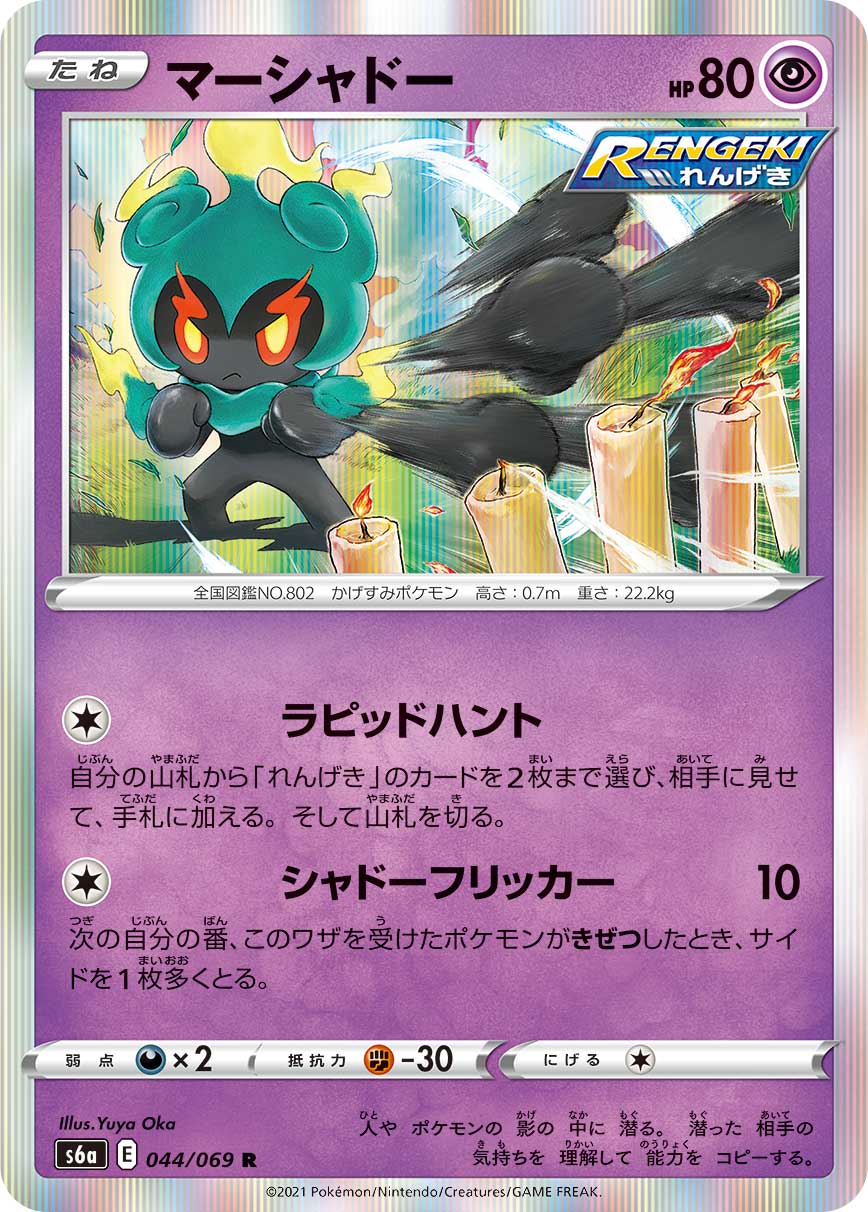 たね マーシャドー HP80
RENGEKI
れんげき
全国図鑑NO.802 かげすみポケモン 高さ:0.7m 重さ:22.2kg
ラピッドハント
自分の山札から「れんげき」のカードを2枚まで選び、相手に見せ
て、手札に加える。そして山札を切る。
シャドーフリッカー 10
次の自分の番、このワザを受けたポケモンがきぜつしたとき、サイ
ドを1枚多くとる。
弱点 ×2 抵抗力 -30 にげる
Illus.Yuya Oka
人や ポケモンの 影の 中に 潜る。潜った 相手の
気持ちを 理解して 能力を コピーする。
s6a E 044/069 R
©2021 Pokémon/Nintendo/Creatures/GAME FREAK.